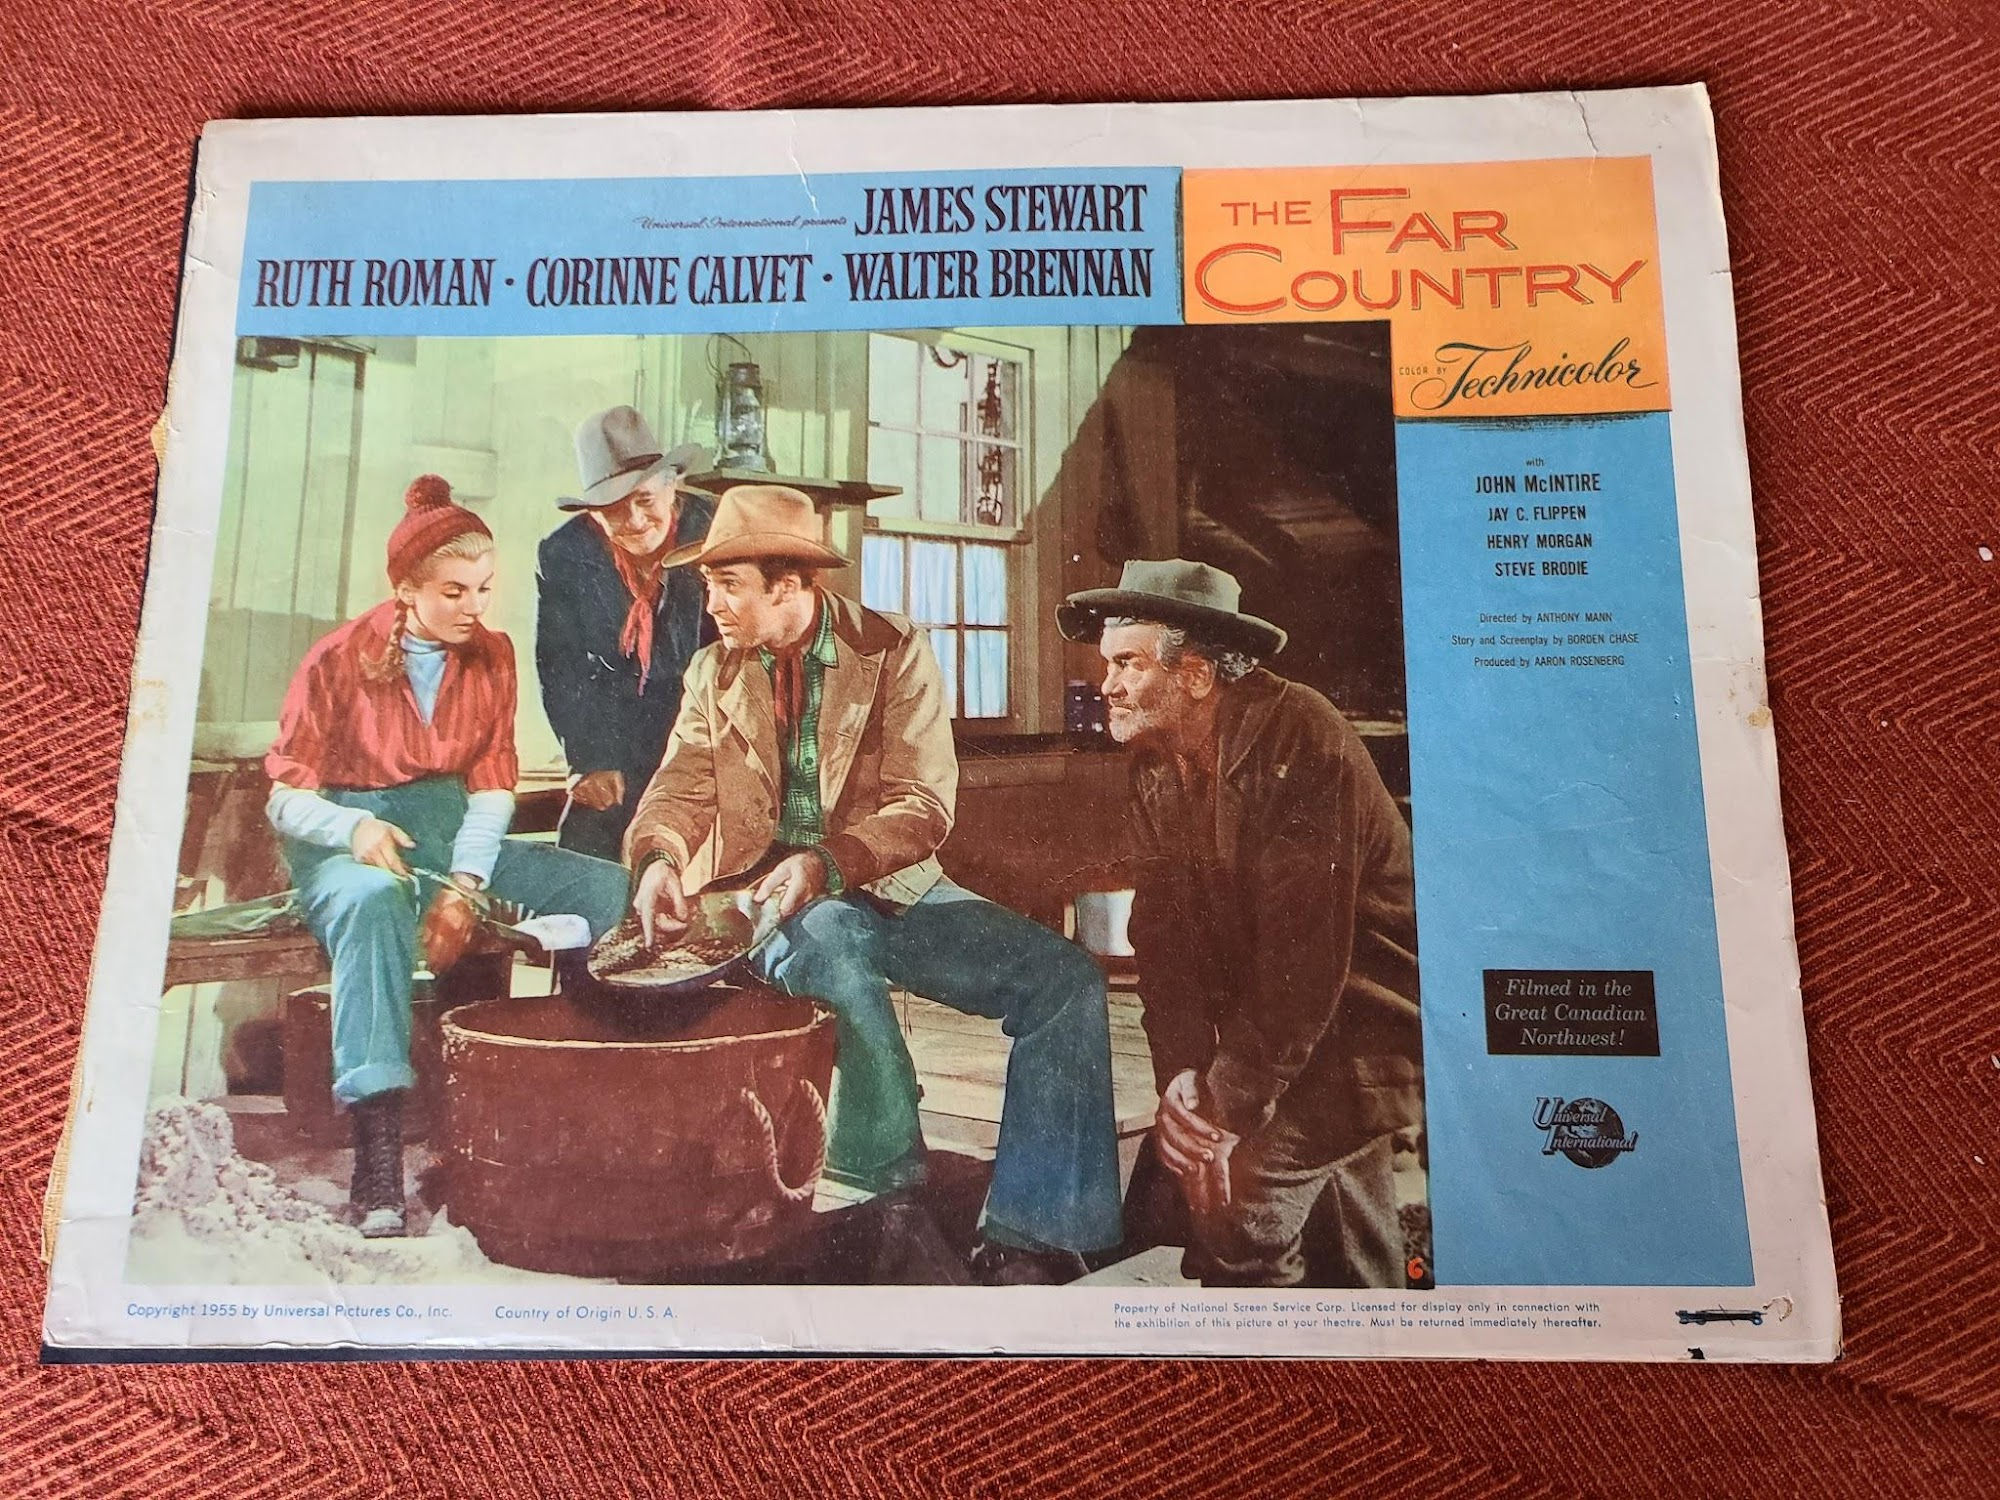 Universal-International presents JAMES STEWART
RUTH ROMAN · CORINNE CALVET · WALTER BRENNAN
THE FAR
COUNTRY
COLOR BY Technicolor
with
JOHN McINTIRE
JAY C. FLIPPEN
HENRY MORGAN
STEVE BRODIE
Directed by ANTHONY MANN
Story and Screenplay by BORDEN CHASE
Produced by AARON ROSENBERG
Filmed in the
Great Canadian
Northwest!
Universal
International
6
Copyright 1955 by Universal Pictures Co., Inc. Country of Origin U. S. A.
Property of National Screen Service Corp. Licensed for display only in connection with
the exhibition of this picture at your theatre. Must be returned immediately thereafter.